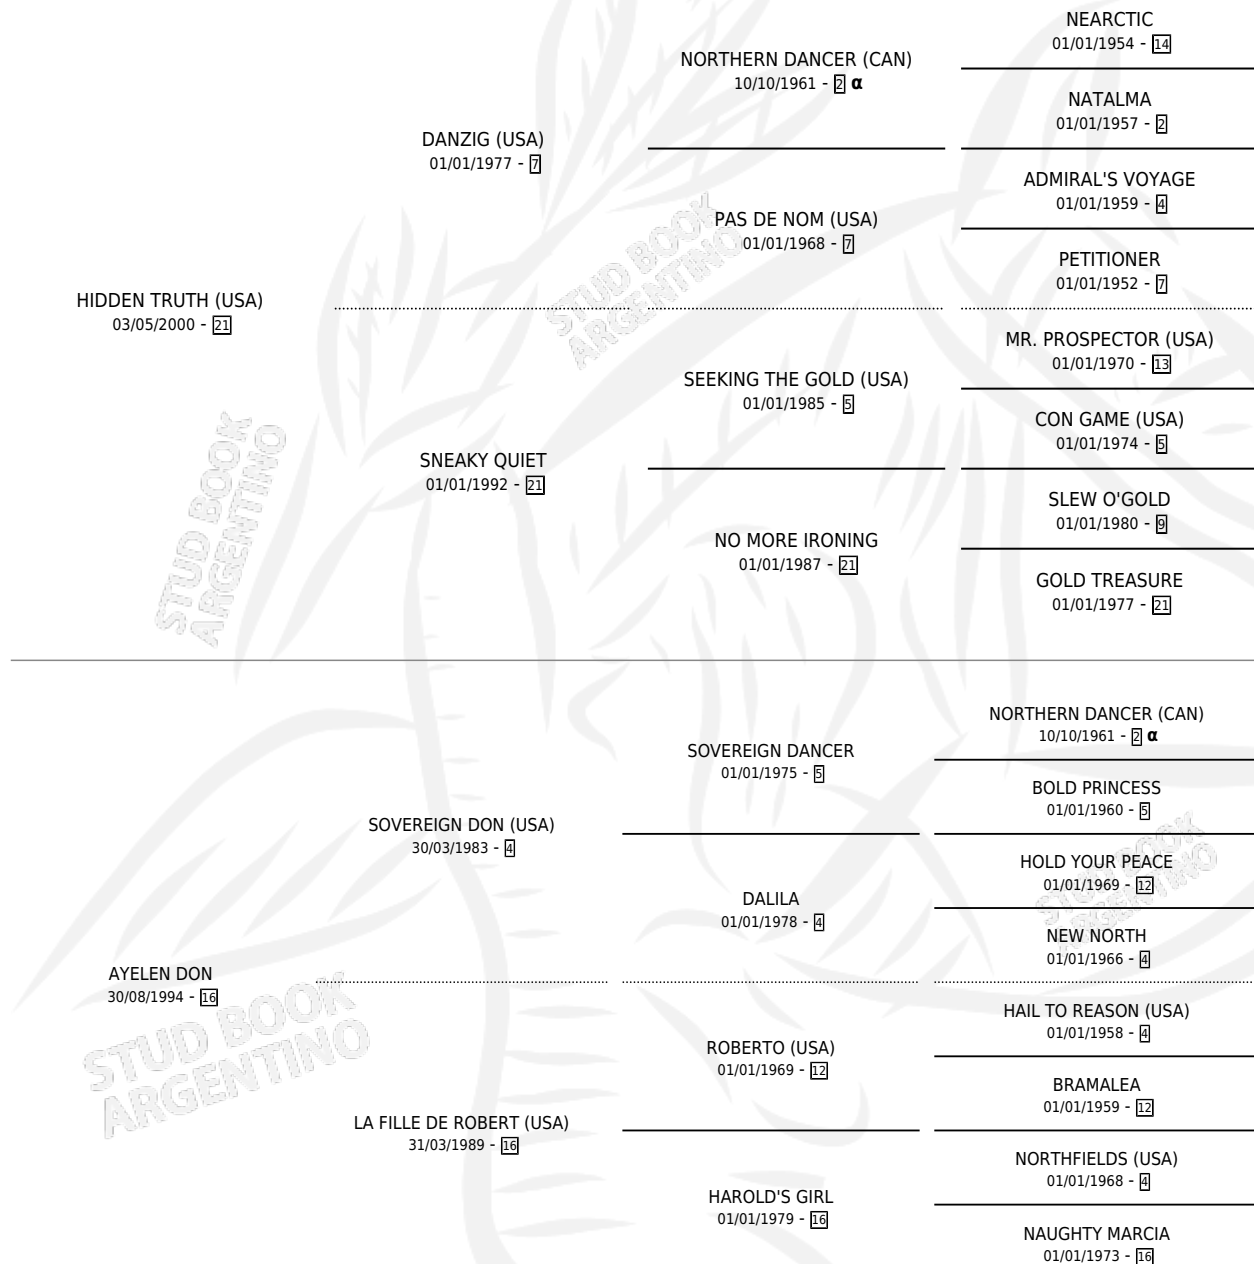 NEARCTIC
01/01/1954 - 14
NORTHERN DANCER (CAN)
10/10/1961 - 2 α
NATALMA
01/01/1957 - 2
DANZIG (USA)
01/01/1977 - 7
ADMIRAL'S VOYAGE
01/01/1959 - 4
PAS DE NOM (USA)
01/01/1968 - 7
PETITIONER
01/01/1952 - 7
HIDDEN TRUTH (USA)
03/05/2000 - 21
MR. PROSPECTOR (USA)
01/01/1970 - 13
SEEKING THE GOLD (USA)
01/01/1985 - 5
CON GAME (USA)
01/01/1974 - 5
SNEAKY QUIET
01/01/1992 - 21
SLEW O'GOLD
01/01/1980 - 9
NO MORE IRONING
01/01/1987 - 21
GOLD TREASURE
01/01/1977 - 21
STUD BOOK
ARGENTINO
STUD BOOK
ARGENTINO
NORTHERN DANCER (CAN)
10/10/1961 - 2 α
SOVEREIGN DANCER
01/01/1975 - 5
BOLD PRINCESS
01/01/1960 - 5
SOVEREIGN DON (USA)
30/03/1983 - 4
HOLD YOUR PEACE
01/01/1969 - 12
DALILA
01/01/1978 - 4
NEW NORTH
01/01/1966 - 4
AYELEN DON
30/08/1994 - 16
HAIL TO REASON (USA)
01/01/1958 - 4
ROBERTO (USA)
01/01/1969 - 12
BRAMALEA
01/01/1959 - 12
LA FILLE DE ROBERT (USA)
31/03/1989 - 16
NORTHFIELDS (USA)
01/01/1968 - 4
HAROLD'S GIRL
01/01/1979 - 16
NAUGHTY MARCIA
01/01/1973 - 16
STUD BOOK
ARGENTINO
STUD BOOK
ARGENTINO